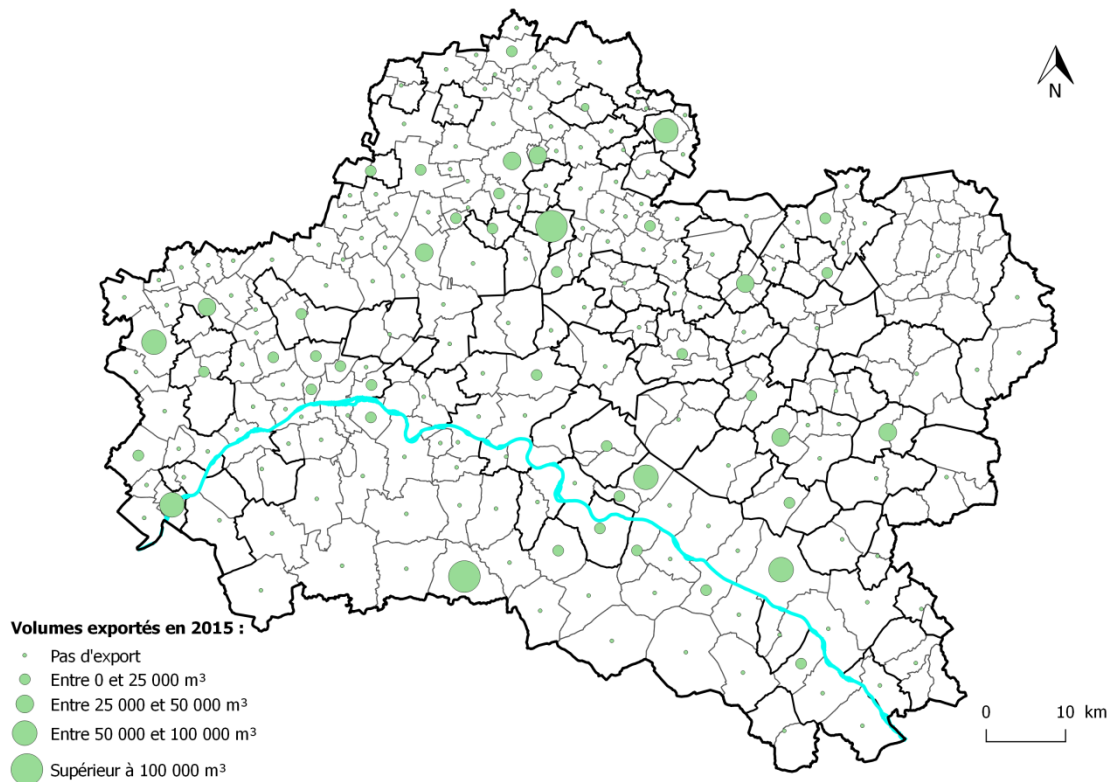 N
Volumes exportés en 2015 :
Pas d'export
Entre 0 et 25 000 m³
Entre 25 000 et 50 000 m³
Entre 50 000 et 100 000 m³
Supérieur à 100 000 m³
0 10 km